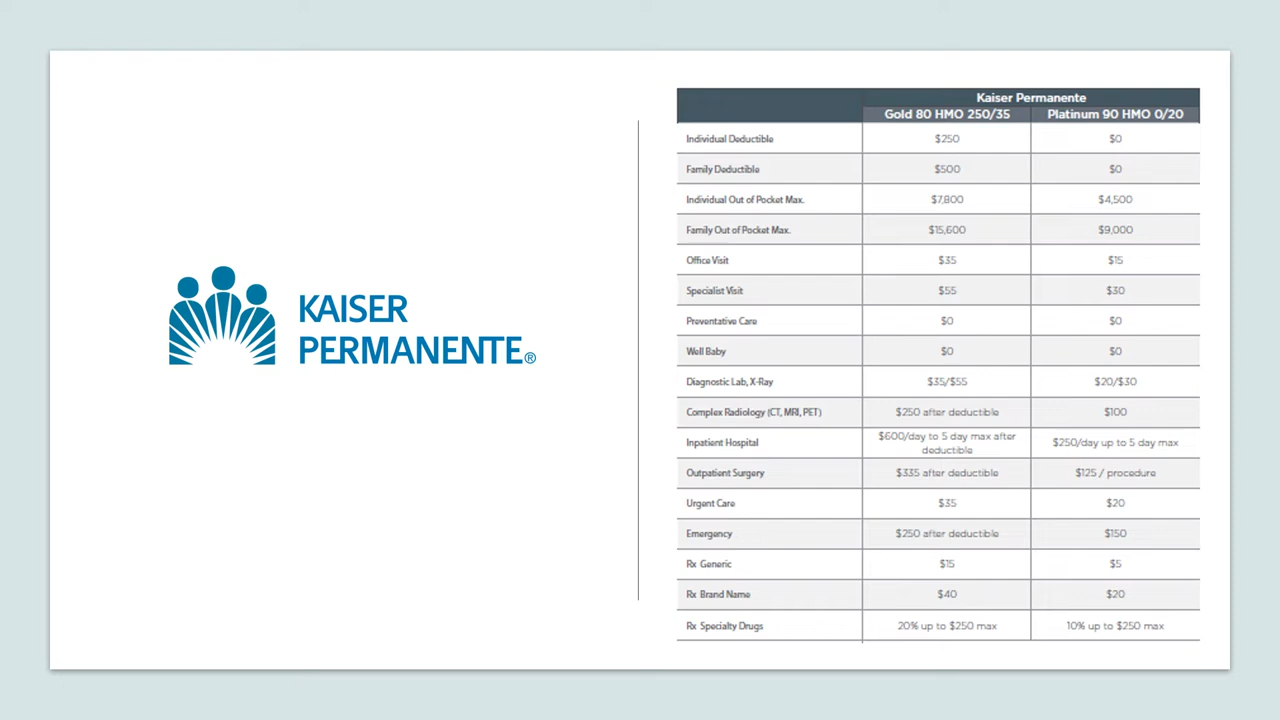 KAISER
PERMANENTE®
Kaiser Permanente
Gold 80 HMO 250/35 Platinum 90 HMO 0/20
Individual Deductible $250 $0
Family Deductible $500 $0
Individual Out of Pocket Max. $7,800 $4,500
Family Out of Pocket Max. $15,600 $9,000
Office Visit $35 $15
Specialist Visit $55 $30
Preventative Care $0 $0
Well Baby $0 $0
Diagnostic Lab, X-Ray $35/$55 $20/$30
Complex Radiology (CT, MRI, PET) $250 after deductible $100
Inpatient Hospital $600/day to 5 day max after
deductible $250/day up to 5 day max
Outpatient Surgery $335 after deductible $125 / procedure
Urgent Care $35 $20
Emergency $250 after deductible $150
Rx Generic $15 $5
Rx Brand Name $40 $20
Rx Specialty Drugs 20% up to $250 max 10% up to $250 max